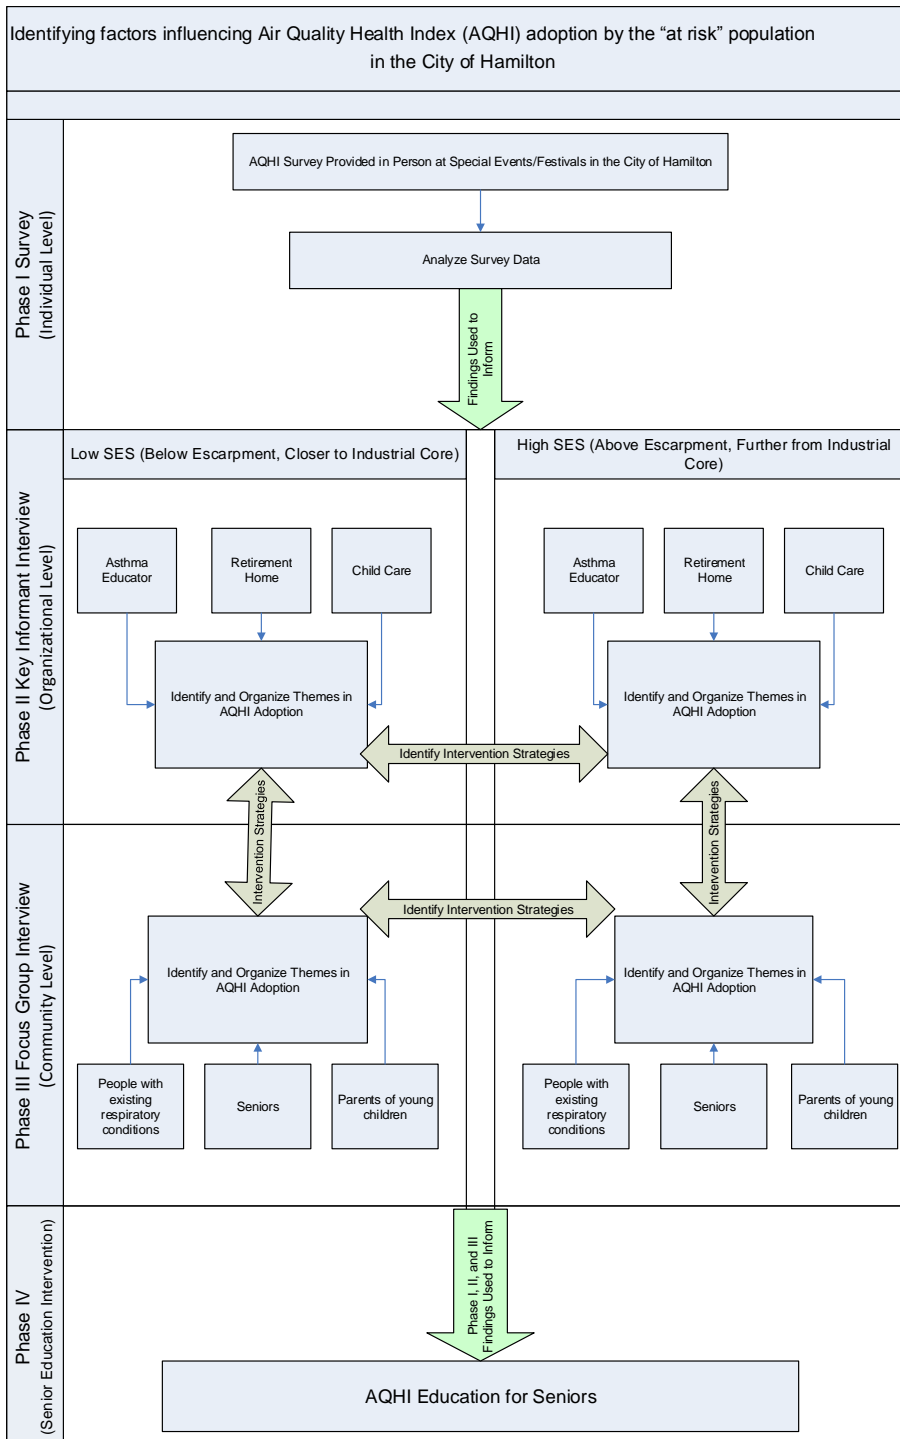 Identifying factors influencing Air Quality Health Index (AQHI) adoption by the “at risk” population
in the City of Hamilton
Phase I Survey
(Individual Level)
AQHI Survey Provided in Person at Special Events/Festivals in the City of Hamilton
Analyze Survey Data
Findings Used to
Inform
Phase II Key Informant Interview
(Organizational Level)
Low SES (Below Escarpment, Closer to Industrial Core)
High SES (Above Escarpment, Further from Industrial
Core)
Asthma
Educator
Retirement
Home
Child Care
Asthma
Educator
Retirement
Home
Child Care
Identify and Organize Themes in
AQHI Adoption
Identify and Organize Themes in
AQHI Adoption
Identify Intervention Strategies
Intervention Strategies
Intervention Strategies
Phase III Focus Group Interview
(Community Level)
Identify Intervention Strategies
Identify and Organize Themes in
AQHI Adoption
Identify and Organize Themes in
AQHI Adoption
People with
existing
respiratory
conditions
Seniors
Parents of young
children
People with
existing
respiratory
conditions
Seniors
Parents of young
children
Phase IV
(Senior Education Intervention)
Phase I, II, and III
Findings Used to Inform
AQHI Education for Seniors